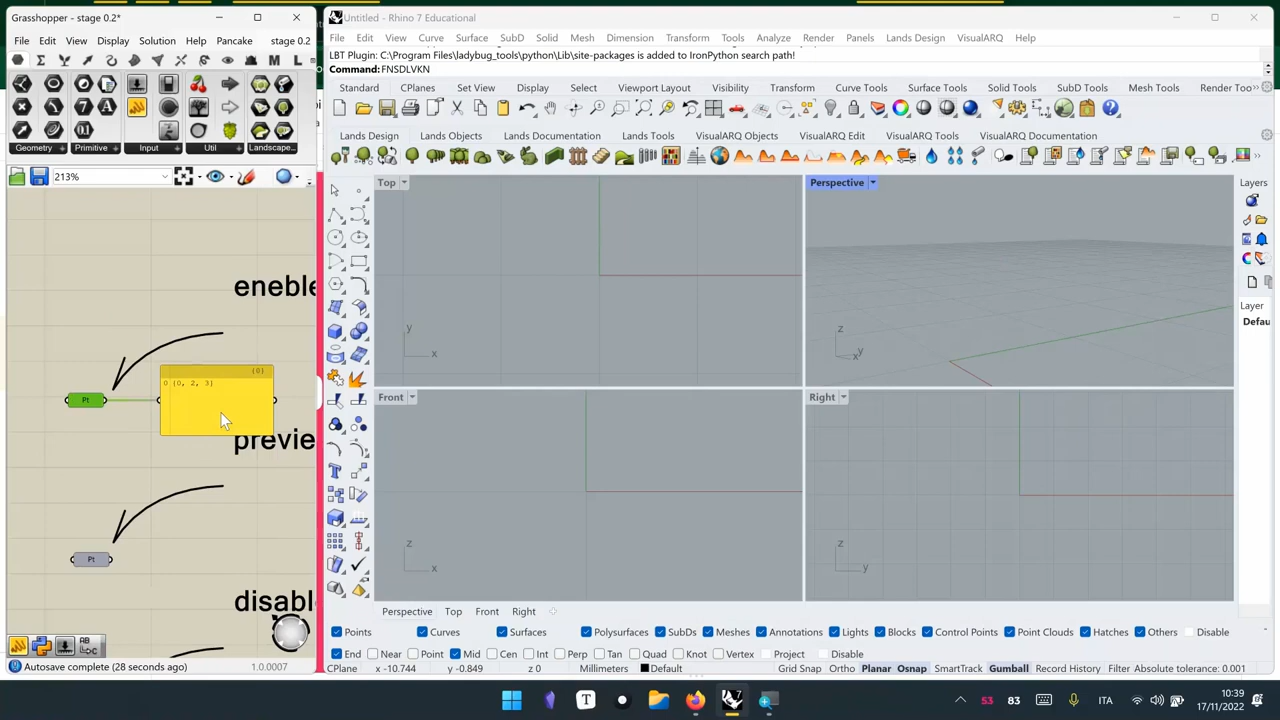 Grasshopper - stage 0.2*
File Edit View Display Solution Help Pancake stage 0.2
Geometry Primitive Input Util Landscape...
213%
eneble
{0}
0 {0, 2, 3}
Pt
previe
Pt
disabl
Autosave complete (28 seconds ago) 1.0.0007
Untitled - Rhino 7 Educational
File Edit View Curve Surface SubD Solid Mesh Dimension Transform Tools Analyze Render Panels Lands Design VisualARQ Help
LBT Plugin: C:\Program Files\ladybug_tools\python\Lib\site-packages is added to IronPython search path!
Command: FNSDLVKN
Standard CPlanes Set View Display Select Viewport Layout Visibility Transform Curve Tools Surface Tools Solid Tools SubD Tools Mesh Tools Render Too
Lands Design Lands Objects Lands Documentation Lands Tools VisualARQ Objects VisualARQ Edit VisualARQ Tools VisualARQ Documentation
Top
y
x
Perspective
z
y
x
Front
z
x
Right
z
y
Layers
Layer
Defau
Perspective Top Front Right
Points Curves Surfaces Polysurfaces SubDs Meshes Annotations Lights Blocks Control Points Point Clouds Hatches Others Disable
End Near Point Mid Cen Int Perp Tan Quad Knot Vertex Project Disable
CPlane x -10.744 y -0.849 z 0 Millimeters Default Grid Snap Ortho Planar Osnap SmartTrack Gumball Record History Filter Absolute tolerance: 0.001
53 83 ITA 10:39
17/11/2022